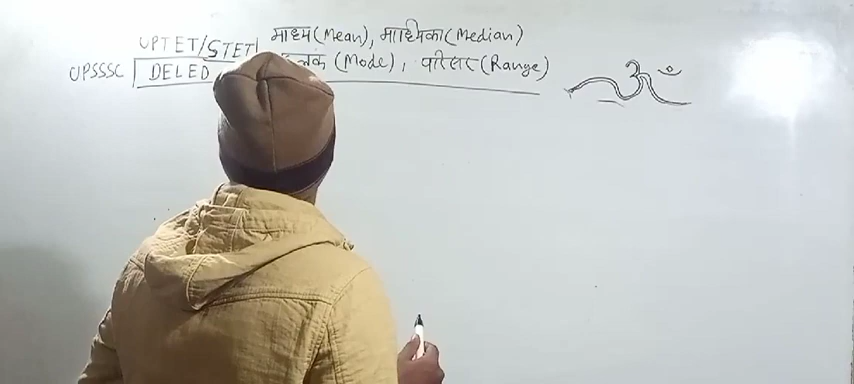 UPTET/STET माध्य (Mean), माध्यिका (Median)
UPSSSC DELED (Mode), परिसर (Range)
ॐ